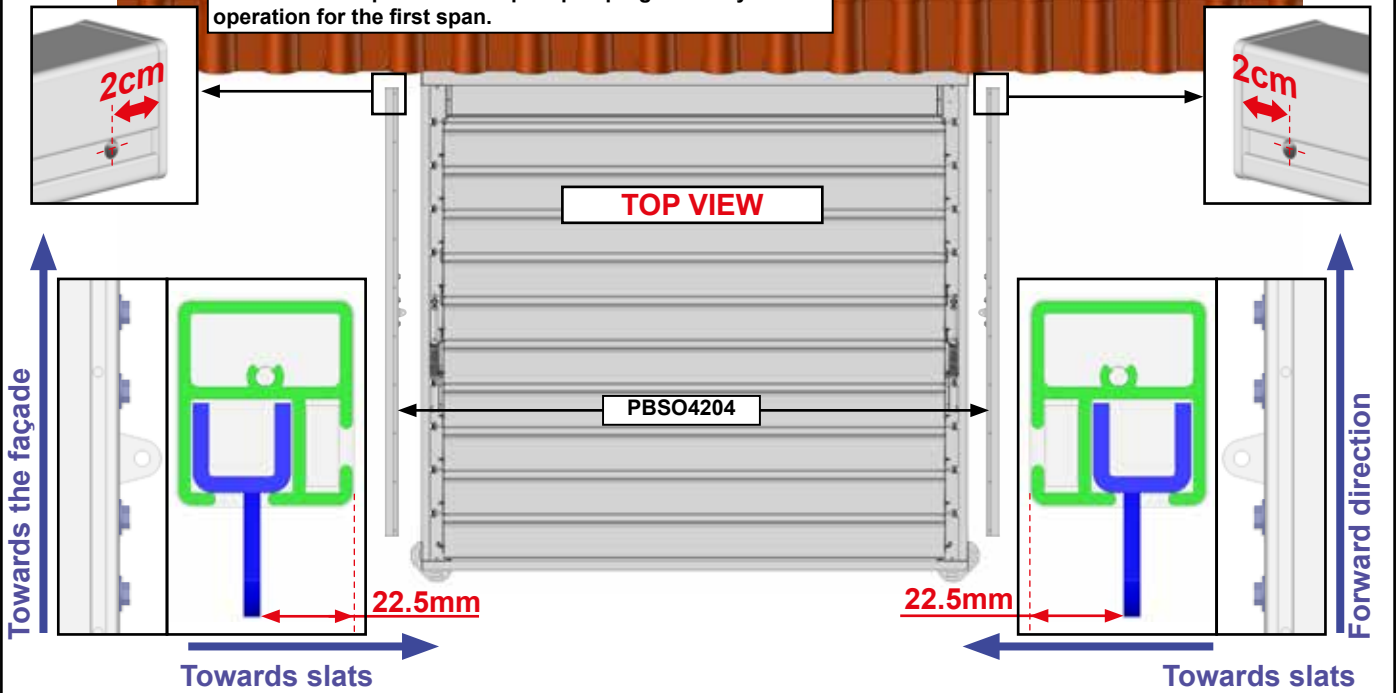 operation for the first span.
2cm
2cm
TOP VIEW
PBSO4204
Towards the façade
Forward direction
22.5mm
22.5mm
Towards slats
Towards slats